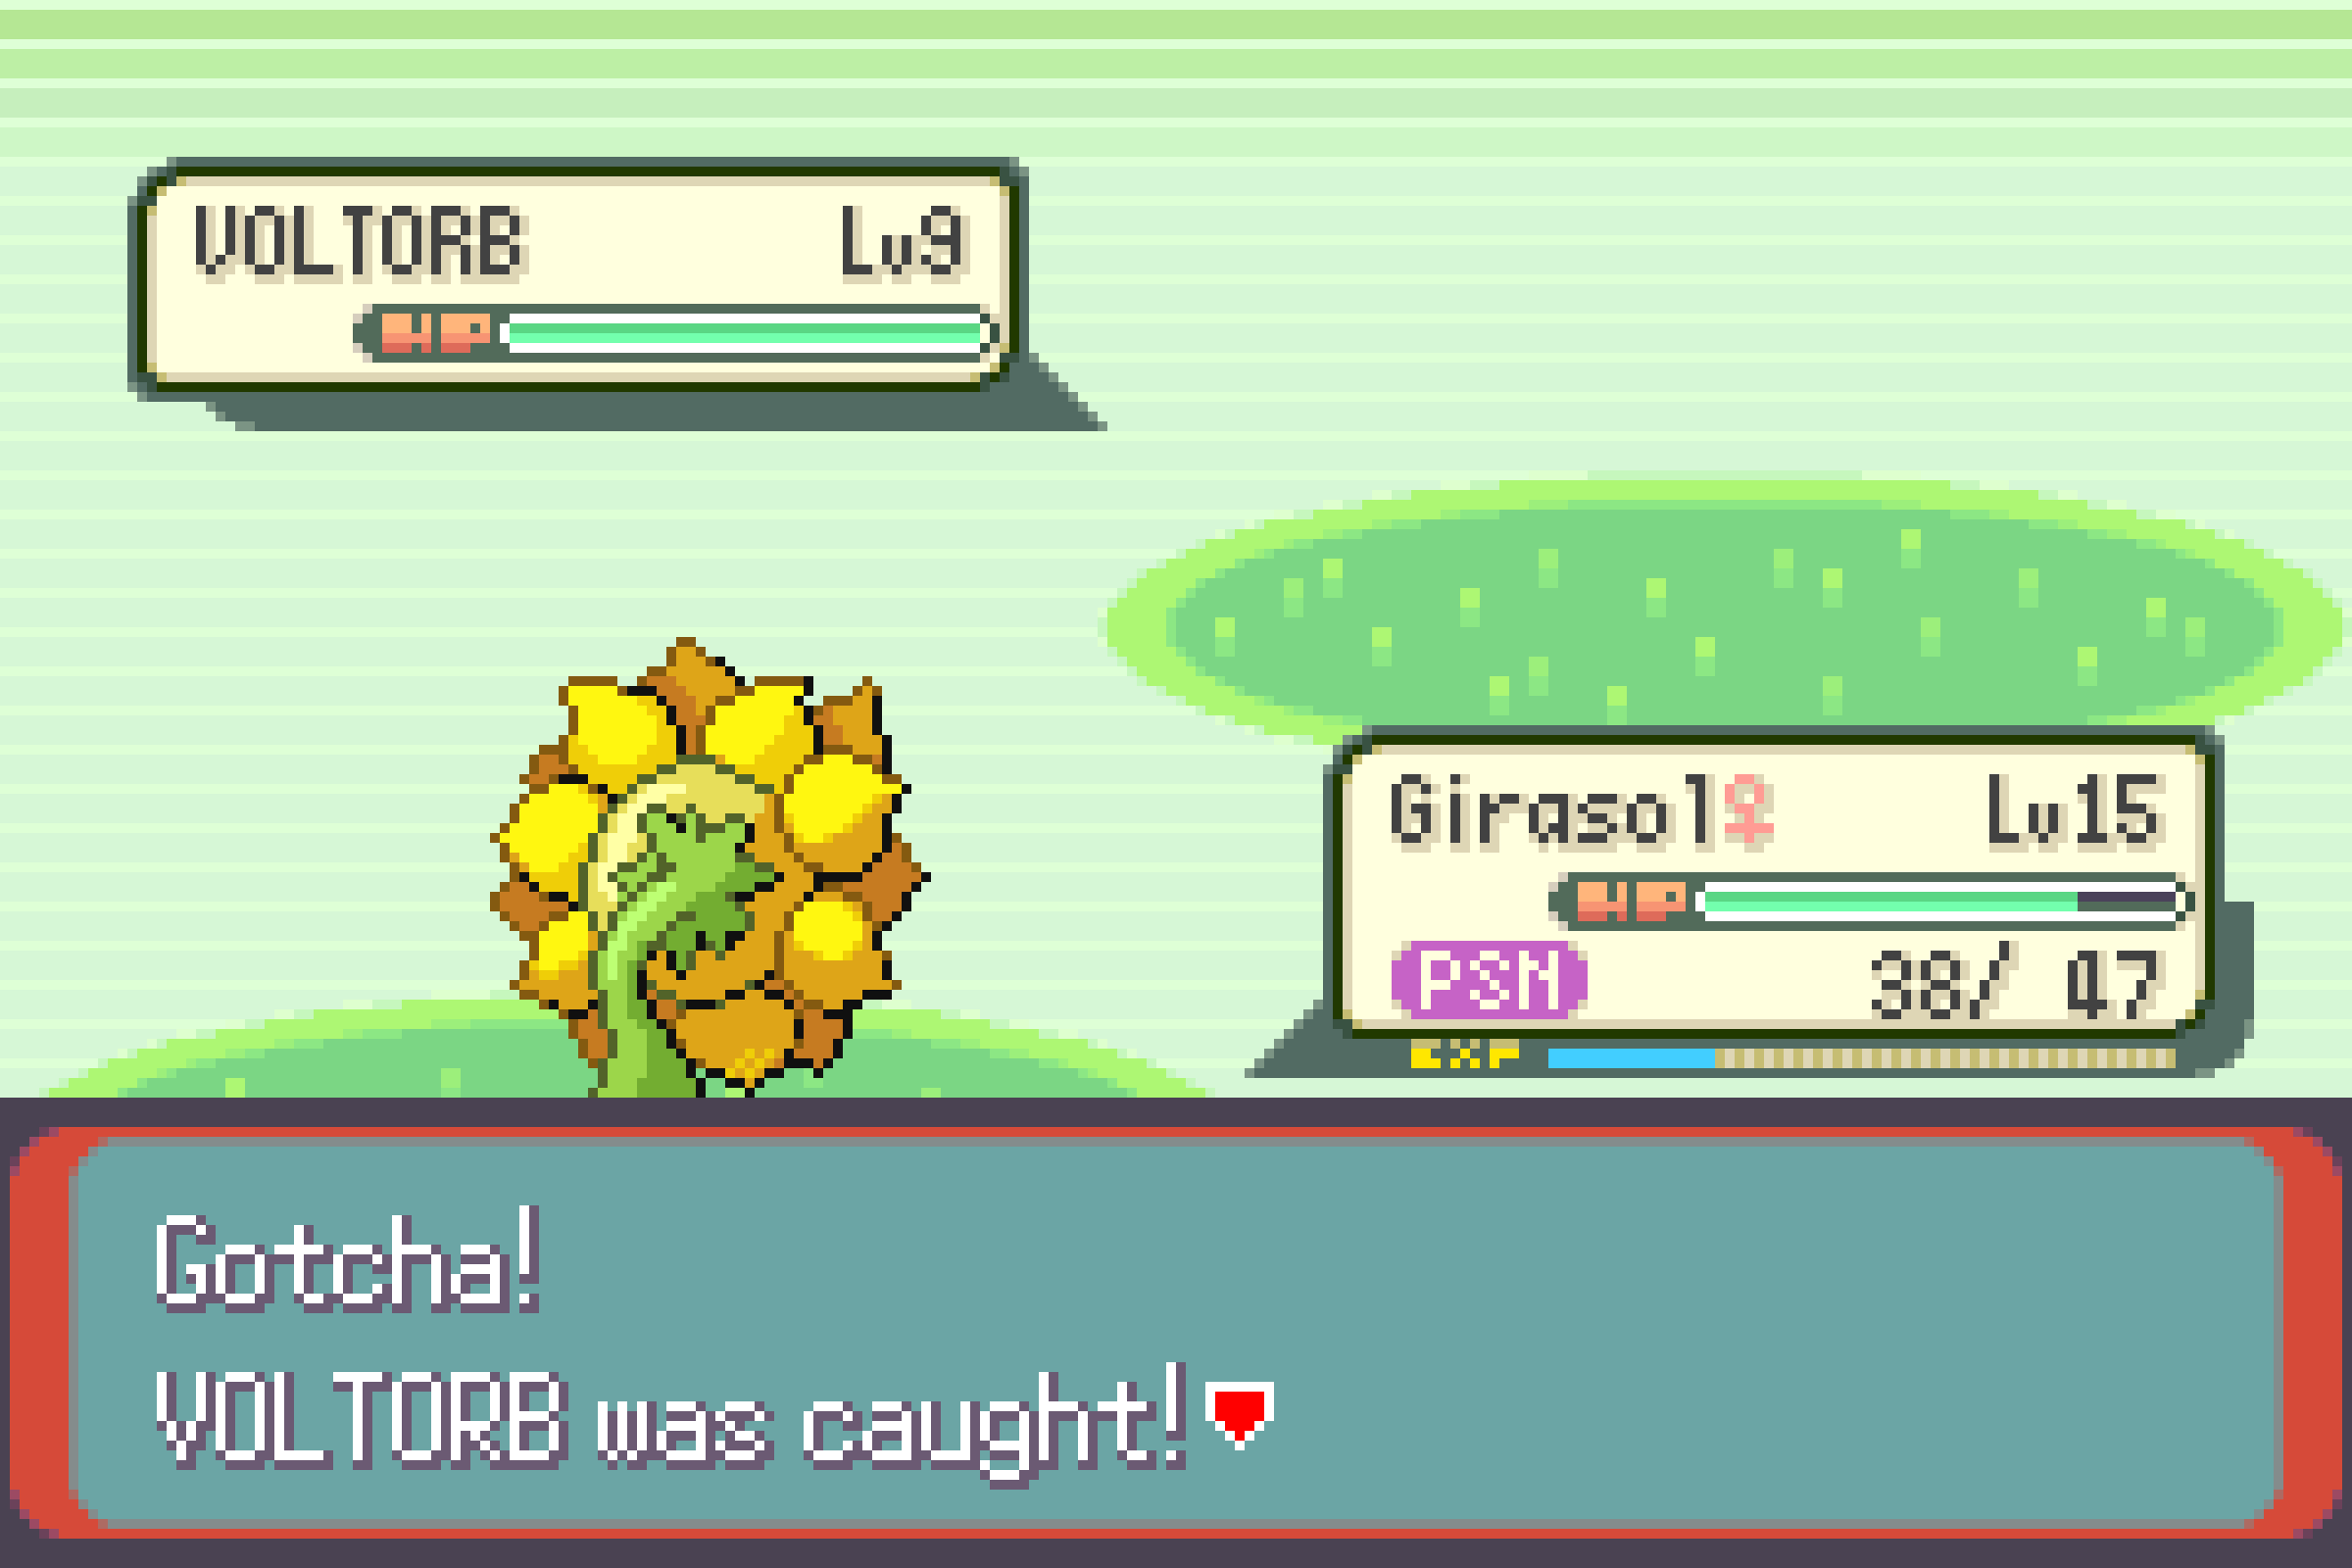 VOLTORB Lv9
HP
Girasol♀ Lv15
HP
PSN 38/ 47
EXP
Gotcha!
VOLTORB was caught!♥